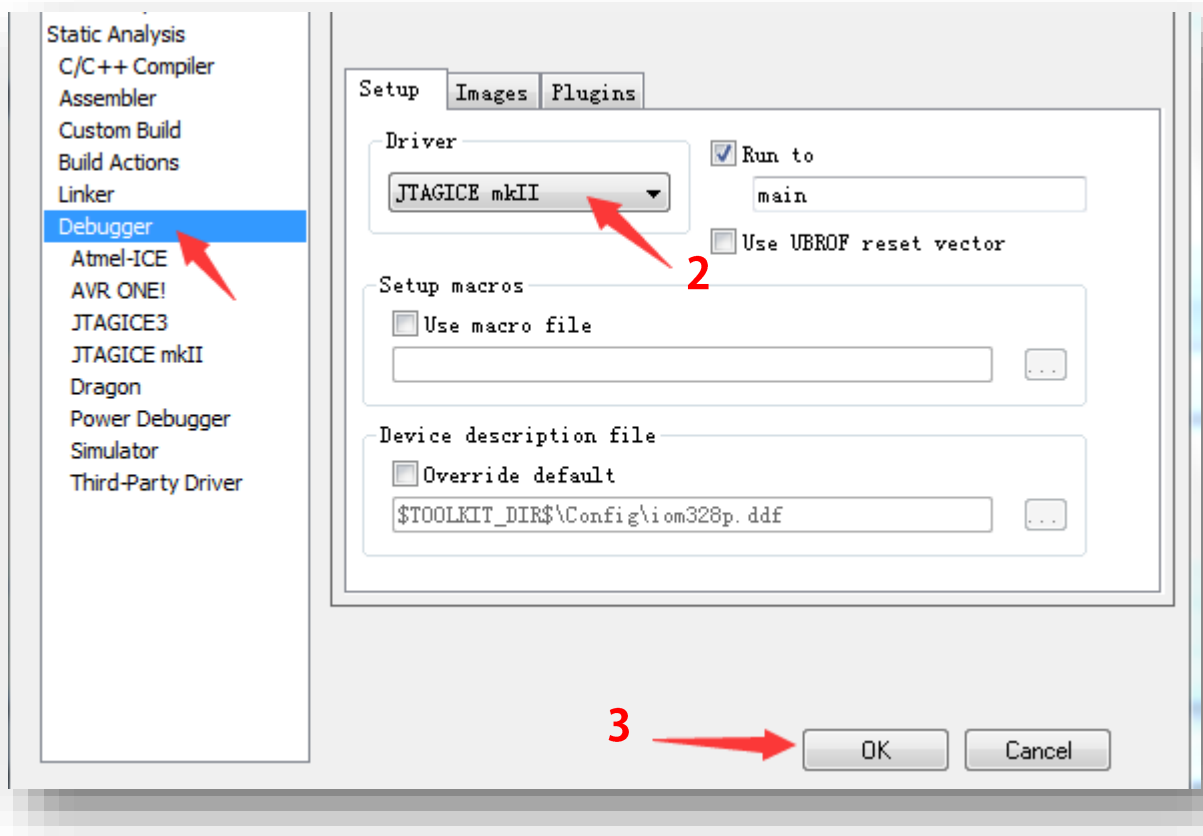 Static Analysis
C/C++ Compiler
Assembler
Custom Build
Build Actions
Linker
Debugger
Atmel-ICE
AVR ONE!
JTAGICE3
JTAGICE mkII
Dragon
Power Debugger
Simulator
Third-Party Driver
Setup Images Plugins
Driver
JTAGICE mkII
2
Run to
main
Use UBROF reset vector
Setup macros
Use macro file
...
Device description file
Override default
$TOOLKIT_DIR$\Config\iom328p.ddf
...
3
OK Cancel